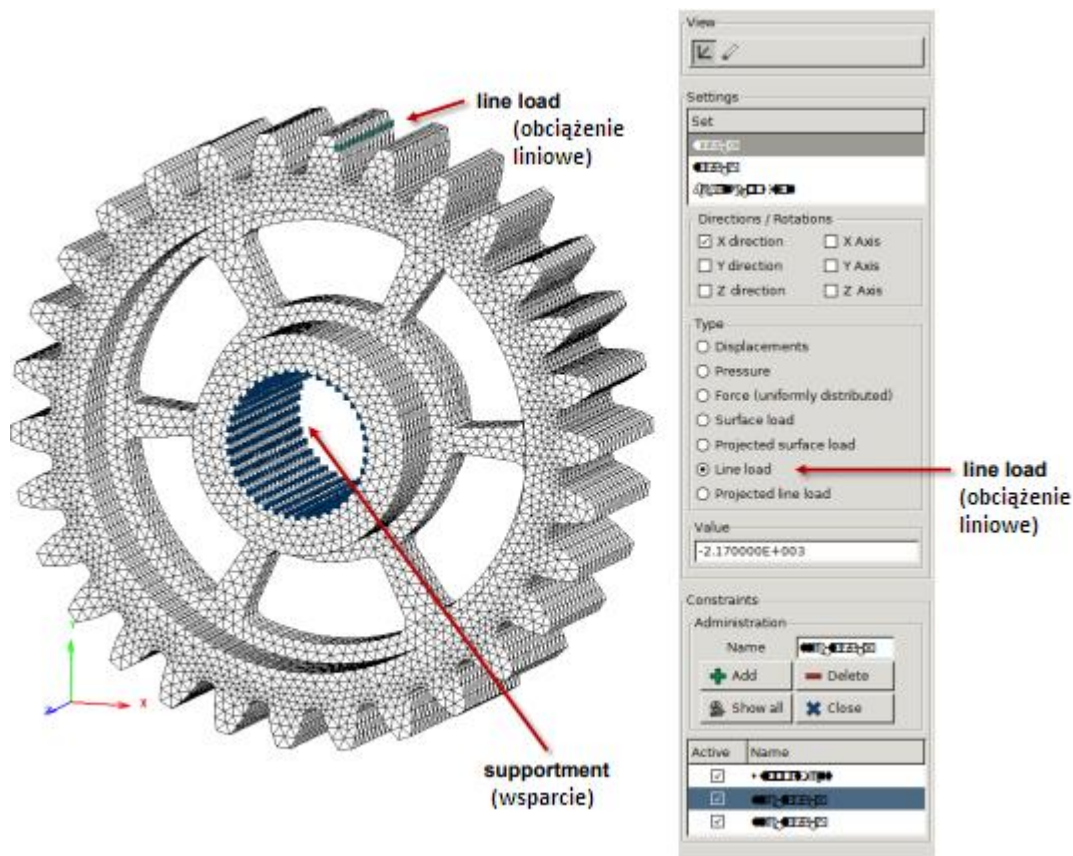 line load
(obciążenie
liniowe)
supportment
(wsparcie)
Y
X
Z
View
Settings
Set
Directions / Rotations
X direction X Axis
Y direction Y Axis
Z direction Z Axis
Type
Displacements
Pressure
Force (uniformly distributed)
Surface load
Projected surface load
Line load
Projected line load
line load
(obciążenie
liniowe)
Value
-2.170000E+003
Constraints
Administration
Name
Add Delete
Show all Close
Active Name